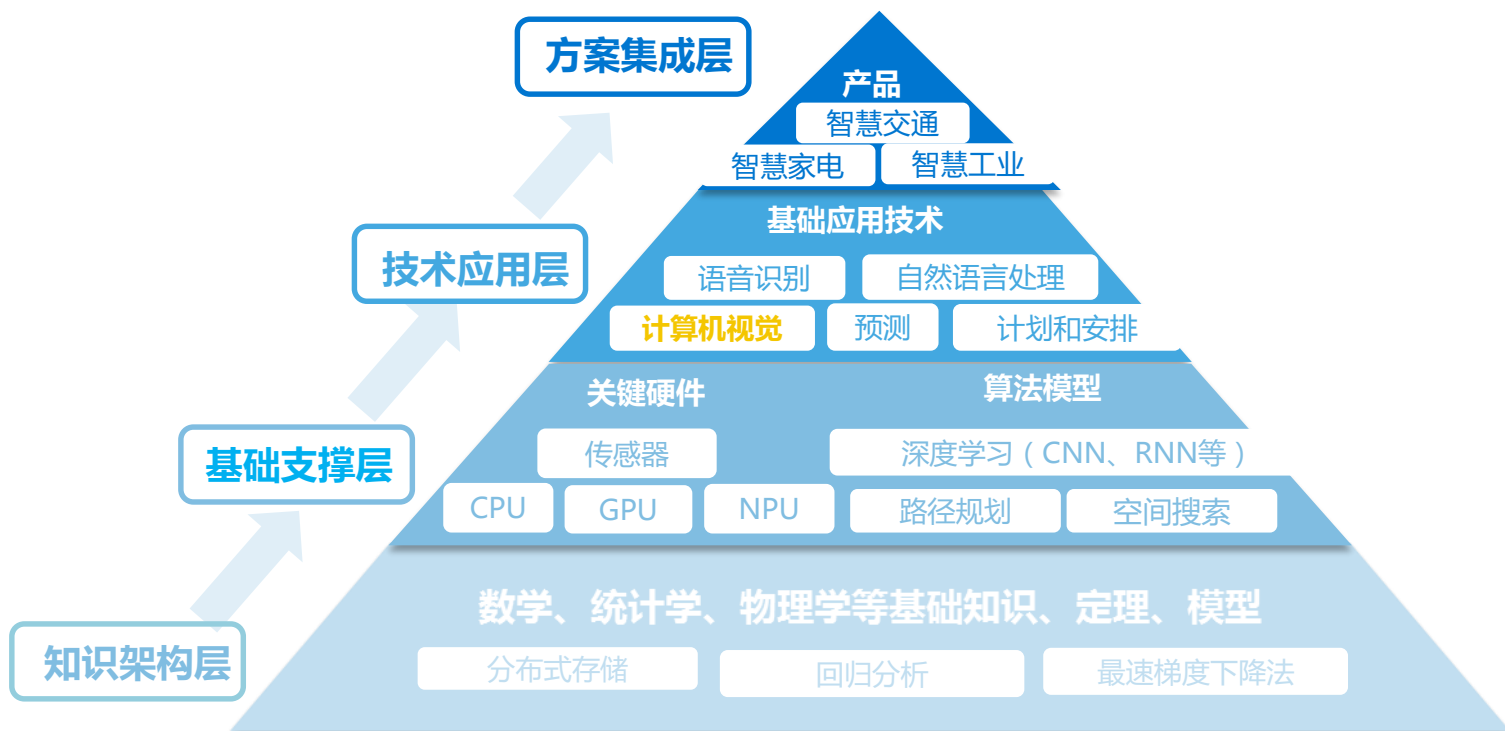 方案集成层
产品
智慧交通
智慧家电
智慧工业
技术应用层
基础应用技术
语音识别
自然语言处理
计算机视觉
预测
计划和安排
基础支撑层
关键硬件
算法模型
传感器
深度学习（CNN、RNN等）
CPU
GPU
NPU
路径规划
空间搜索
知识架构层
数学、统计学、物理学等基础知识、定理、模型
分布式存储
回归分析
最速梯度下降法